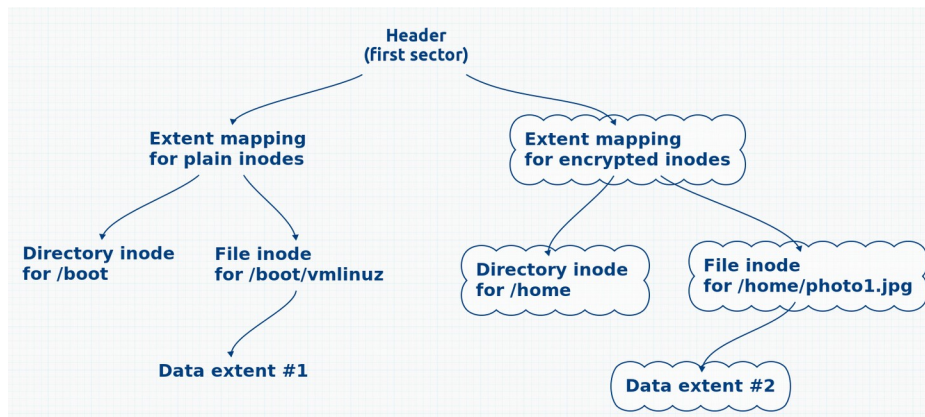 Header
(first sector)
Extent mapping
for plain inodes
Extent mapping
for encrypted inodes
Directory inode
for /boot
File inode
for /boot/vmlinuz
Directory inode
for /home
File inode
for /home/photo1.jpg
Data extent #1
Data extent #2